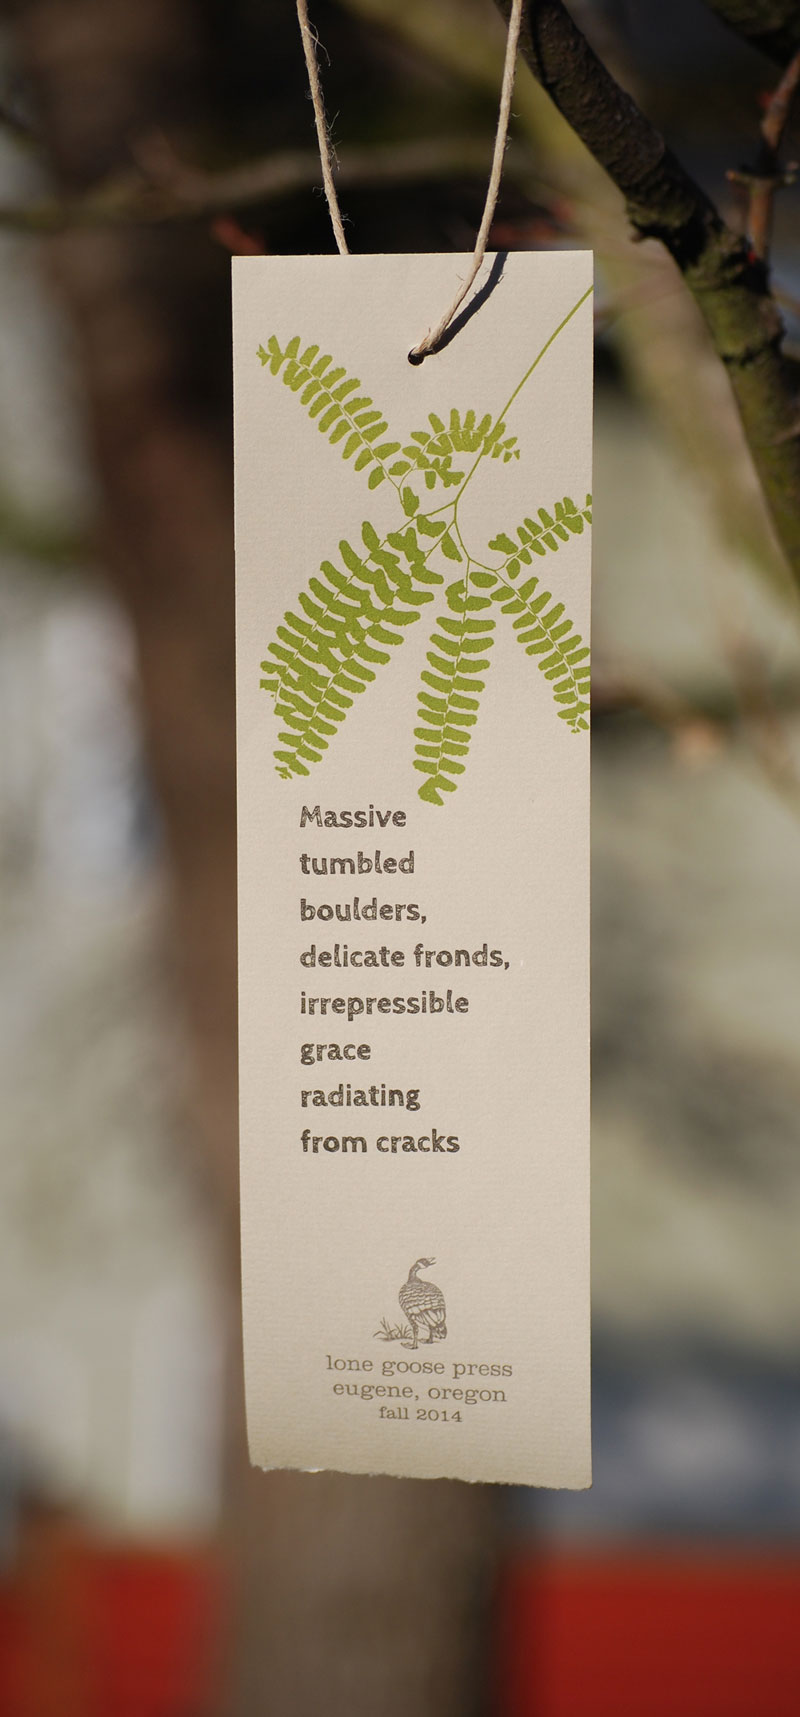 Massive
tumbled
boulders,
delicate fronds,
irrepressible
grace
radiating
from cracks
lone goose press
eugene, oregon
fall 2014